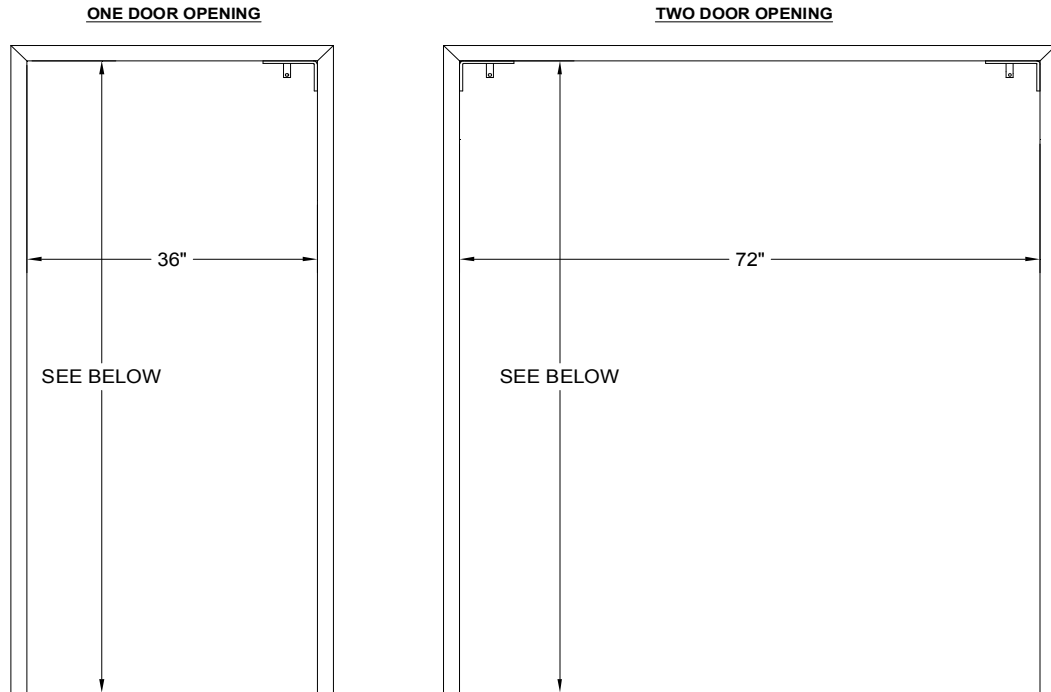 ONE DOOR OPENING
TWO DOOR OPENING
36"
72"
SEE BELOW
SEE BELOW